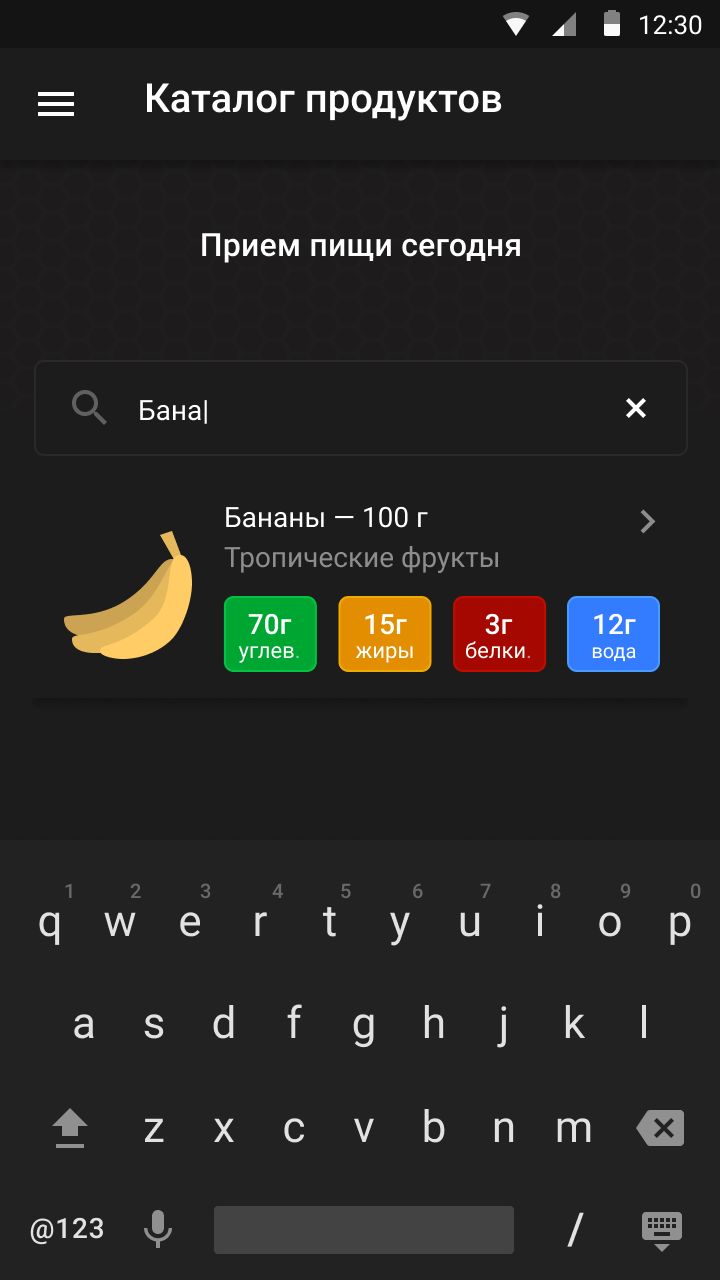 12:30
Каталог продуктов
Прием пищи сегодня
Бана|
Бананы — 100 г
Тропические фрукты
70г 15г 3г 12г
углев. жиры белки. вода
1 2 3 4 5 6 7 8 9 0
q w e r t y u i o p
a s d f g h j k l
z x c v b n m
@123 /